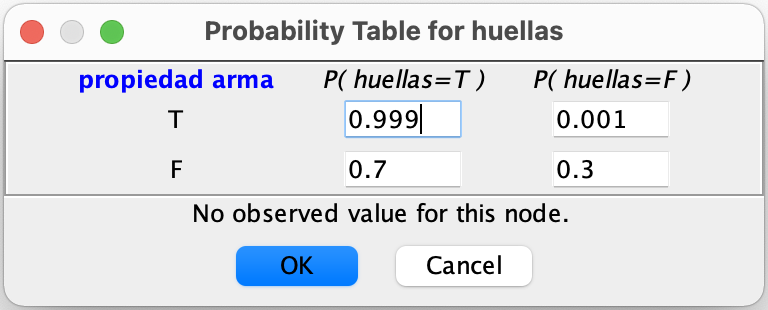 Probability Table for huellas
propiedad arma P( huellas=T ) P( huellas=F )
T 0.999 0.001
F 0.7 0.3
No observed value for this node.
OK Cancel